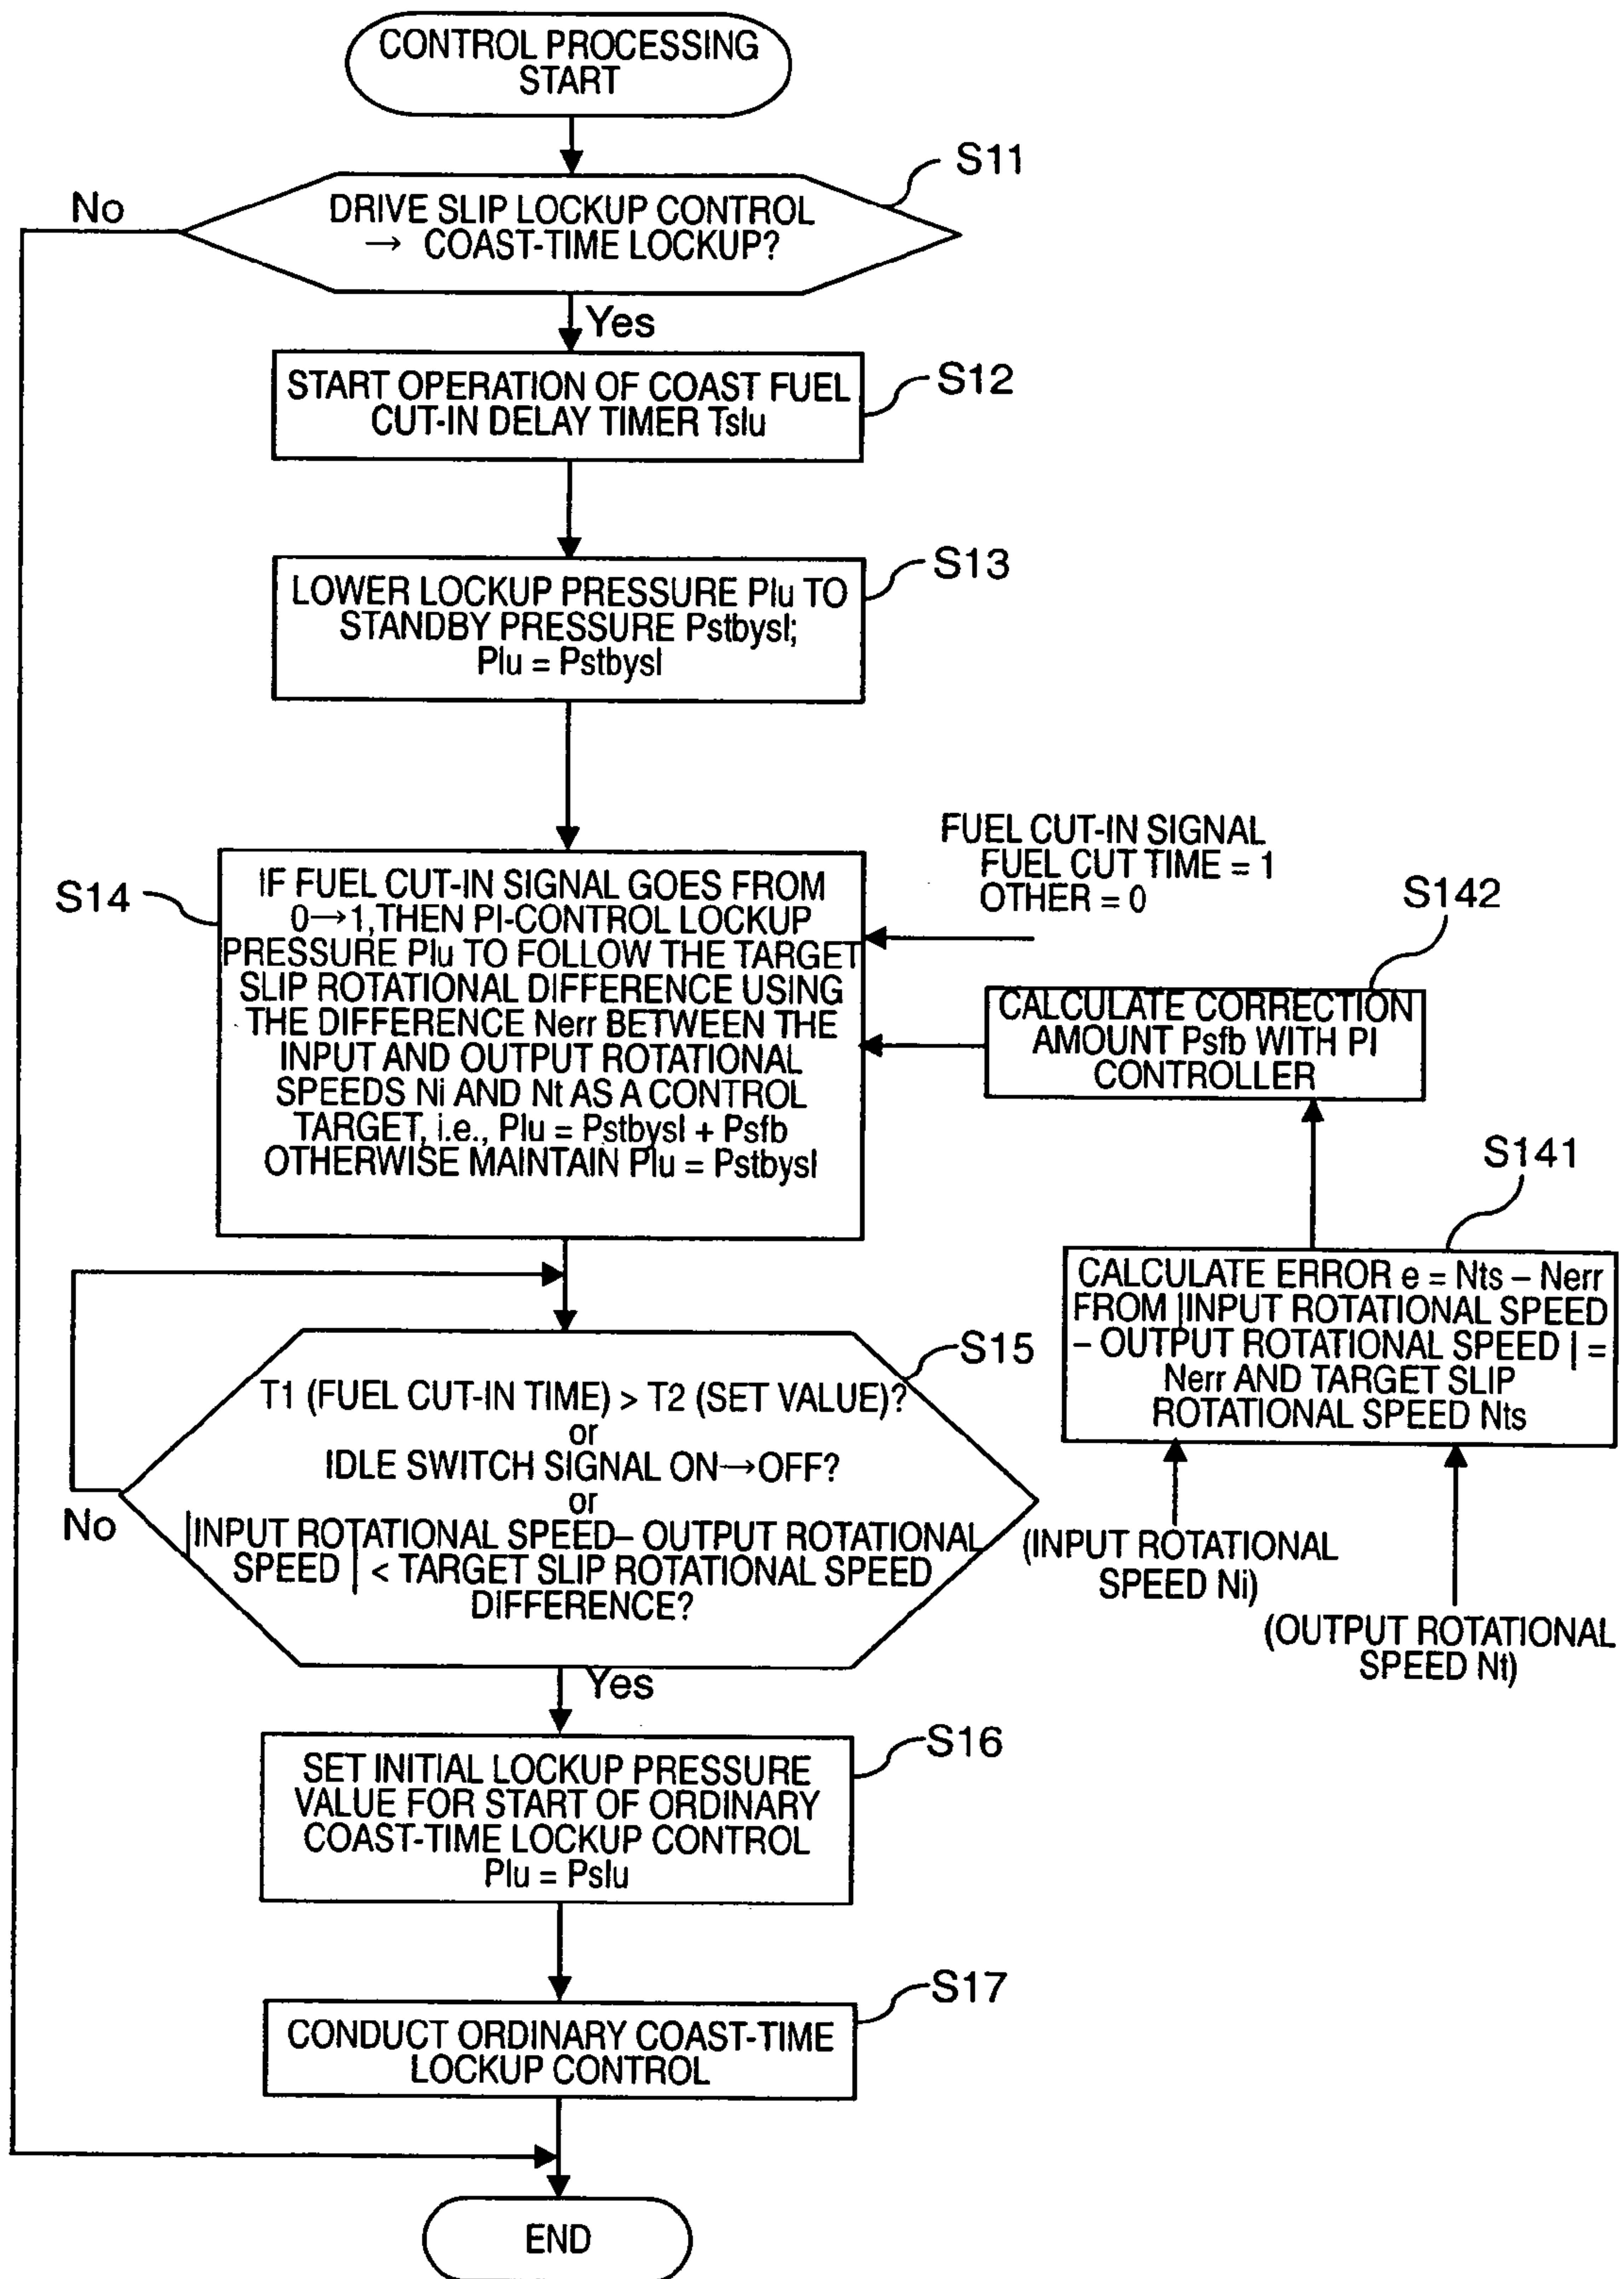 CONTROL PROCESSING
START
S11
No
DRIVE SLIP LOCKUP CONTROL
→ COAST-TIME LOCKUP?
Yes
S12
START OPERATION OF COAST FUEL
CUT-IN DELAY TIMER Tslu
S13
LOWER LOCKUP PRESSURE Plu TO
STANDBY PRESSURE Pstbysl;
Plu = Pstbysl
FUEL CUT-IN SIGNAL
FUEL CUT TIME = 1
OTHER = 0
S14
IF FUEL CUT-IN SIGNAL GOES FROM
0→1, THEN PI-CONTROL LOCKUP
PRESSURE Plu TO FOLLOW THE TARGET
SLIP ROTATIONAL DIFFERENCE USING
THE DIFFERENCE Nerr BETWEEN THE
INPUT AND OUTPUT ROTATIONAL
SPEEDS Ni AND Nt AS A CONTROL
TARGET, i.e., Plu = Pstbysl + Psfb
OTHERWISE MAINTAIN Plu = Pstbysl
S142
CALCULATE CORRECTION
AMOUNT Psfb WITH PI
CONTROLLER
S141
CALCULATE ERROR e = Nts – Nerr
FROM |INPUT ROTATIONAL SPEED
– OUTPUT ROTATIONAL SPEED | =
Nerr AND TARGET SLIP
ROTATIONAL SPEED Nts
(INPUT ROTATIONAL
SPEED Ni)
(OUTPUT ROTATIONAL
SPEED Nt)
S15
T1 (FUEL CUT-IN TIME) > T2 (SET VALUE)?
or
IDLE SWITCH SIGNAL ON→OFF?
or
|INPUT ROTATIONAL SPEED– OUTPUT ROTATIONAL
SPEED | < TARGET SLIP ROTATIONAL SPEED
DIFFERENCE?
No
Yes
S16
SET INITIAL LOCKUP PRESSURE
VALUE FOR START OF ORDINARY
COAST-TIME LOCKUP CONTROL
Plu = Pslu
S17
CONDUCT ORDINARY COAST-TIME
LOCKUP CONTROL
END